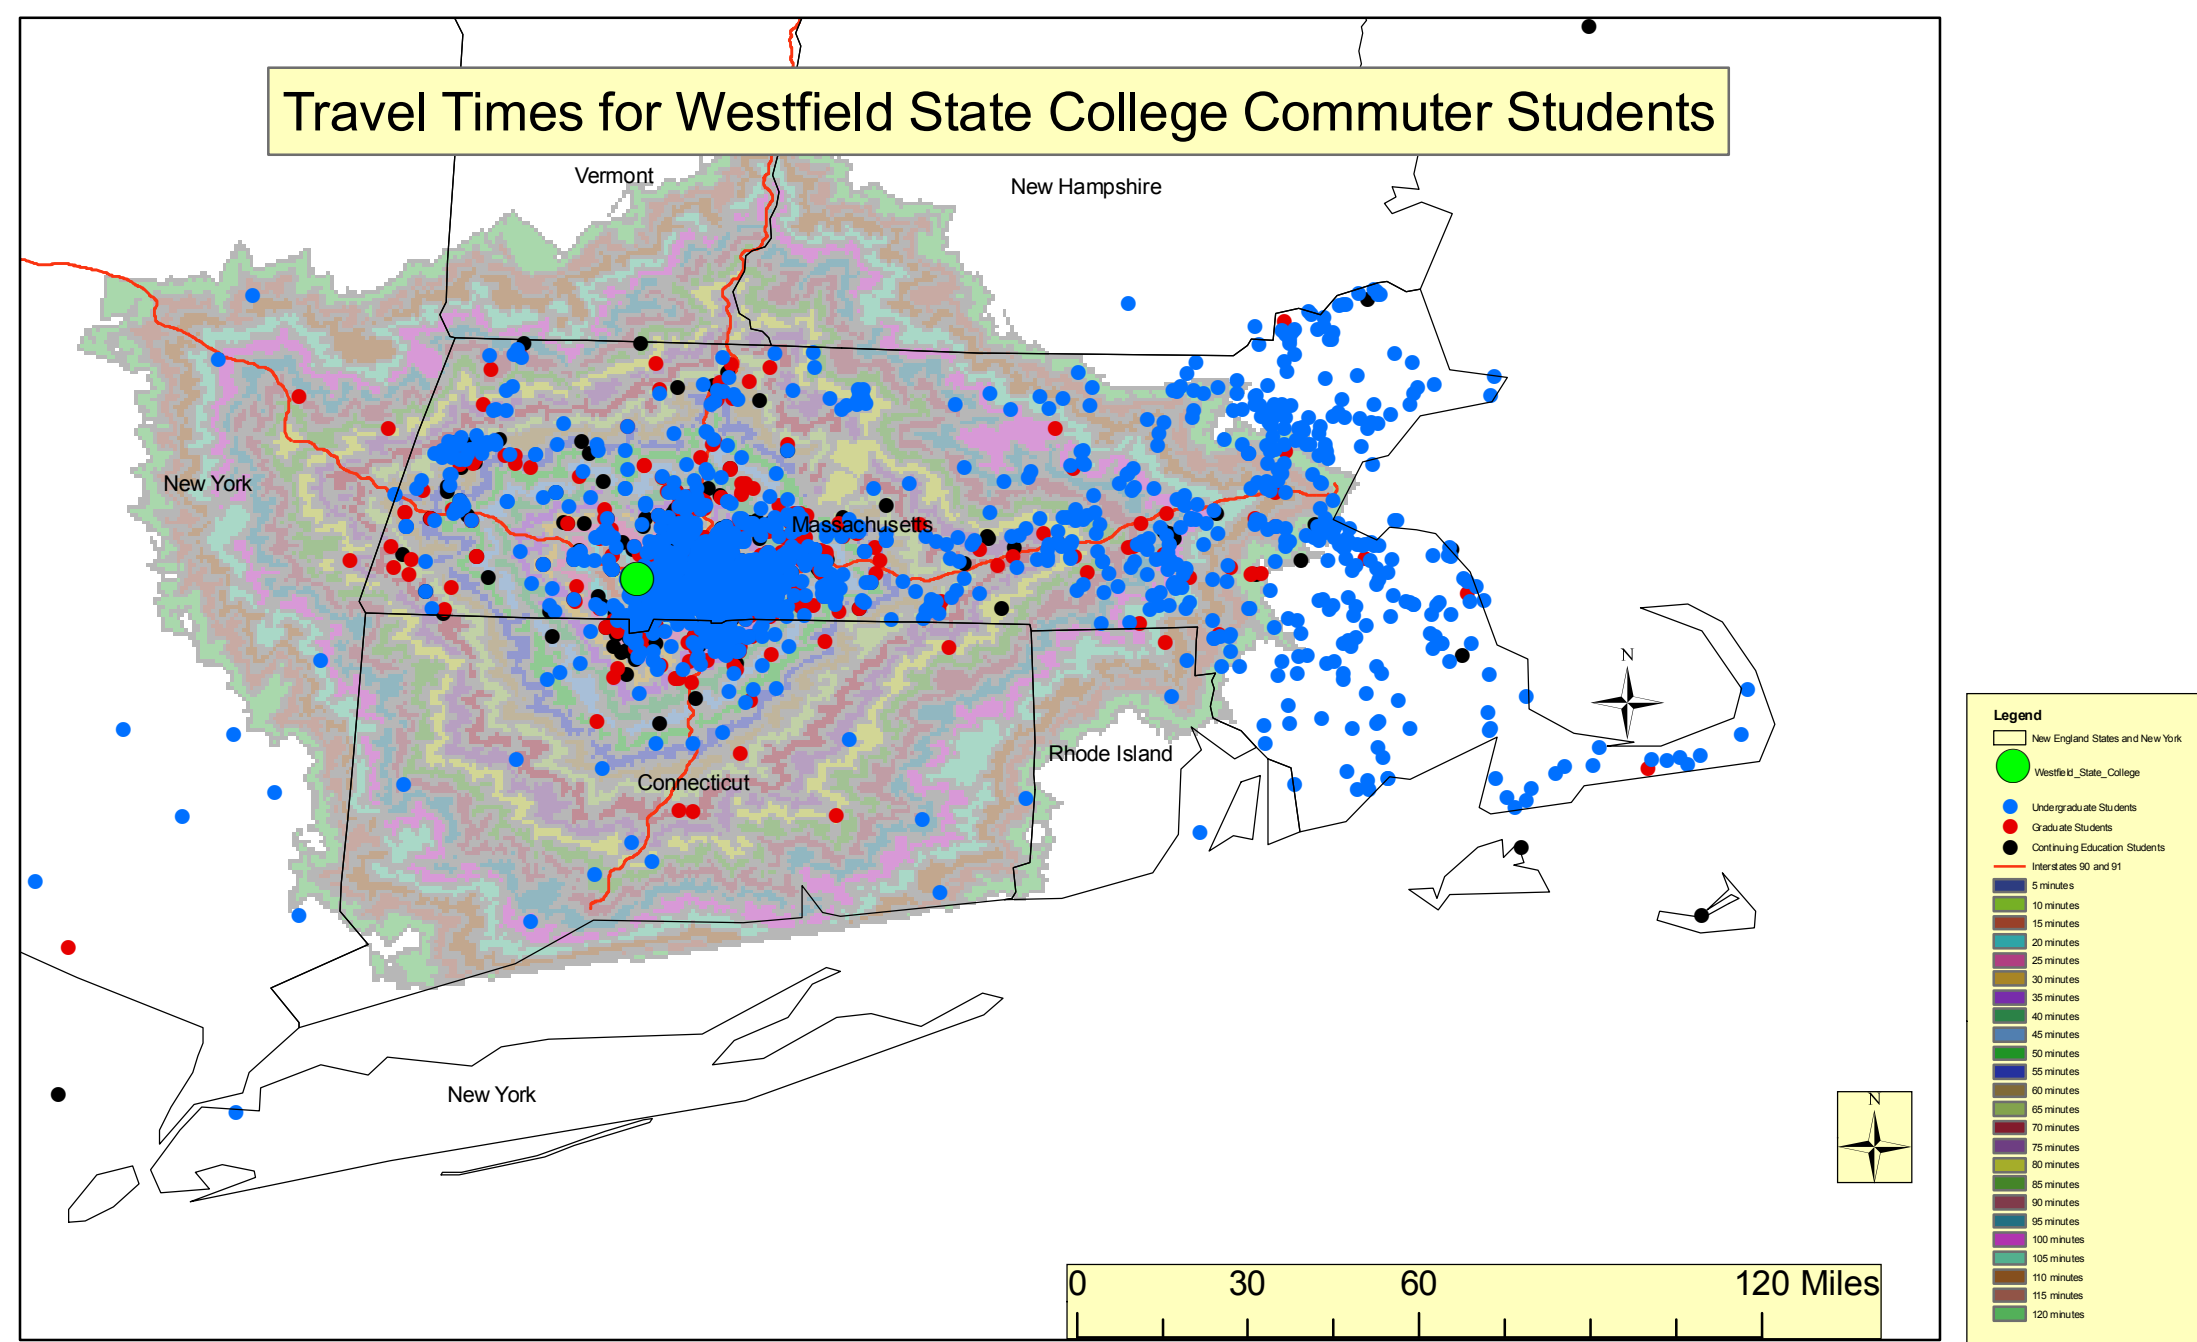 Travel Times for Westfield State College Commuter Students
Vermont
New Hampshire
New York
Massachusetts
N
Rhode Island
Connecticut
New York
N
0 30 60 120 Miles
Legend
New England States and New York
Westfield_State_College
Undergraduate Students
Graduate Students
Continuing Education Students
Interstates 90 and 91
5 minutes
10 minutes
15 minutes
20 minutes
25 minutes
30 minutes
35 minutes
40 minutes
45 minutes
50 minutes
55 minutes
60 minutes
65 minutes
70 minutes
75 minutes
80 minutes
85 minutes
90 minutes
95 minutes
100 minutes
105 minutes
110 minutes
115 minutes
120 minutes